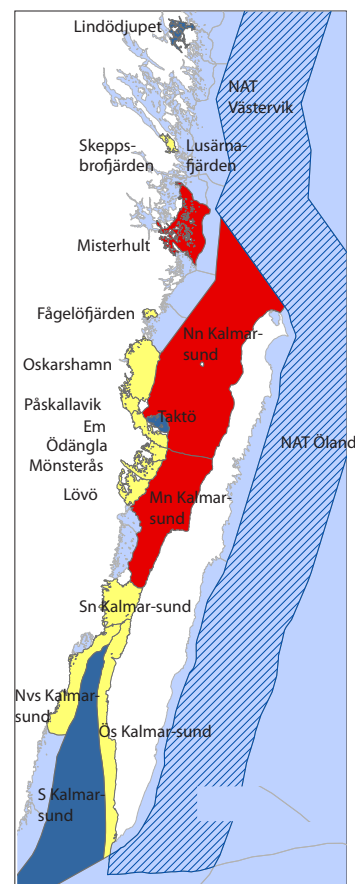 Lindödjupet
NAT
Västervik
Skepps-
brofjärden
Lusärna-
fjärden
Misterhult
Fågelöfjärden
Nn Kalmar-
sund
Oskarshamn
Påskallavik
Taktö
Em
Ödängla
Mönsterås
NAT Öland
Lövö
Mn Kalmar-
sund
Sn Kalmar-sund
Nvs Kalmar-
sund
Ös Kalmar-sund
S Kalmar-
sund